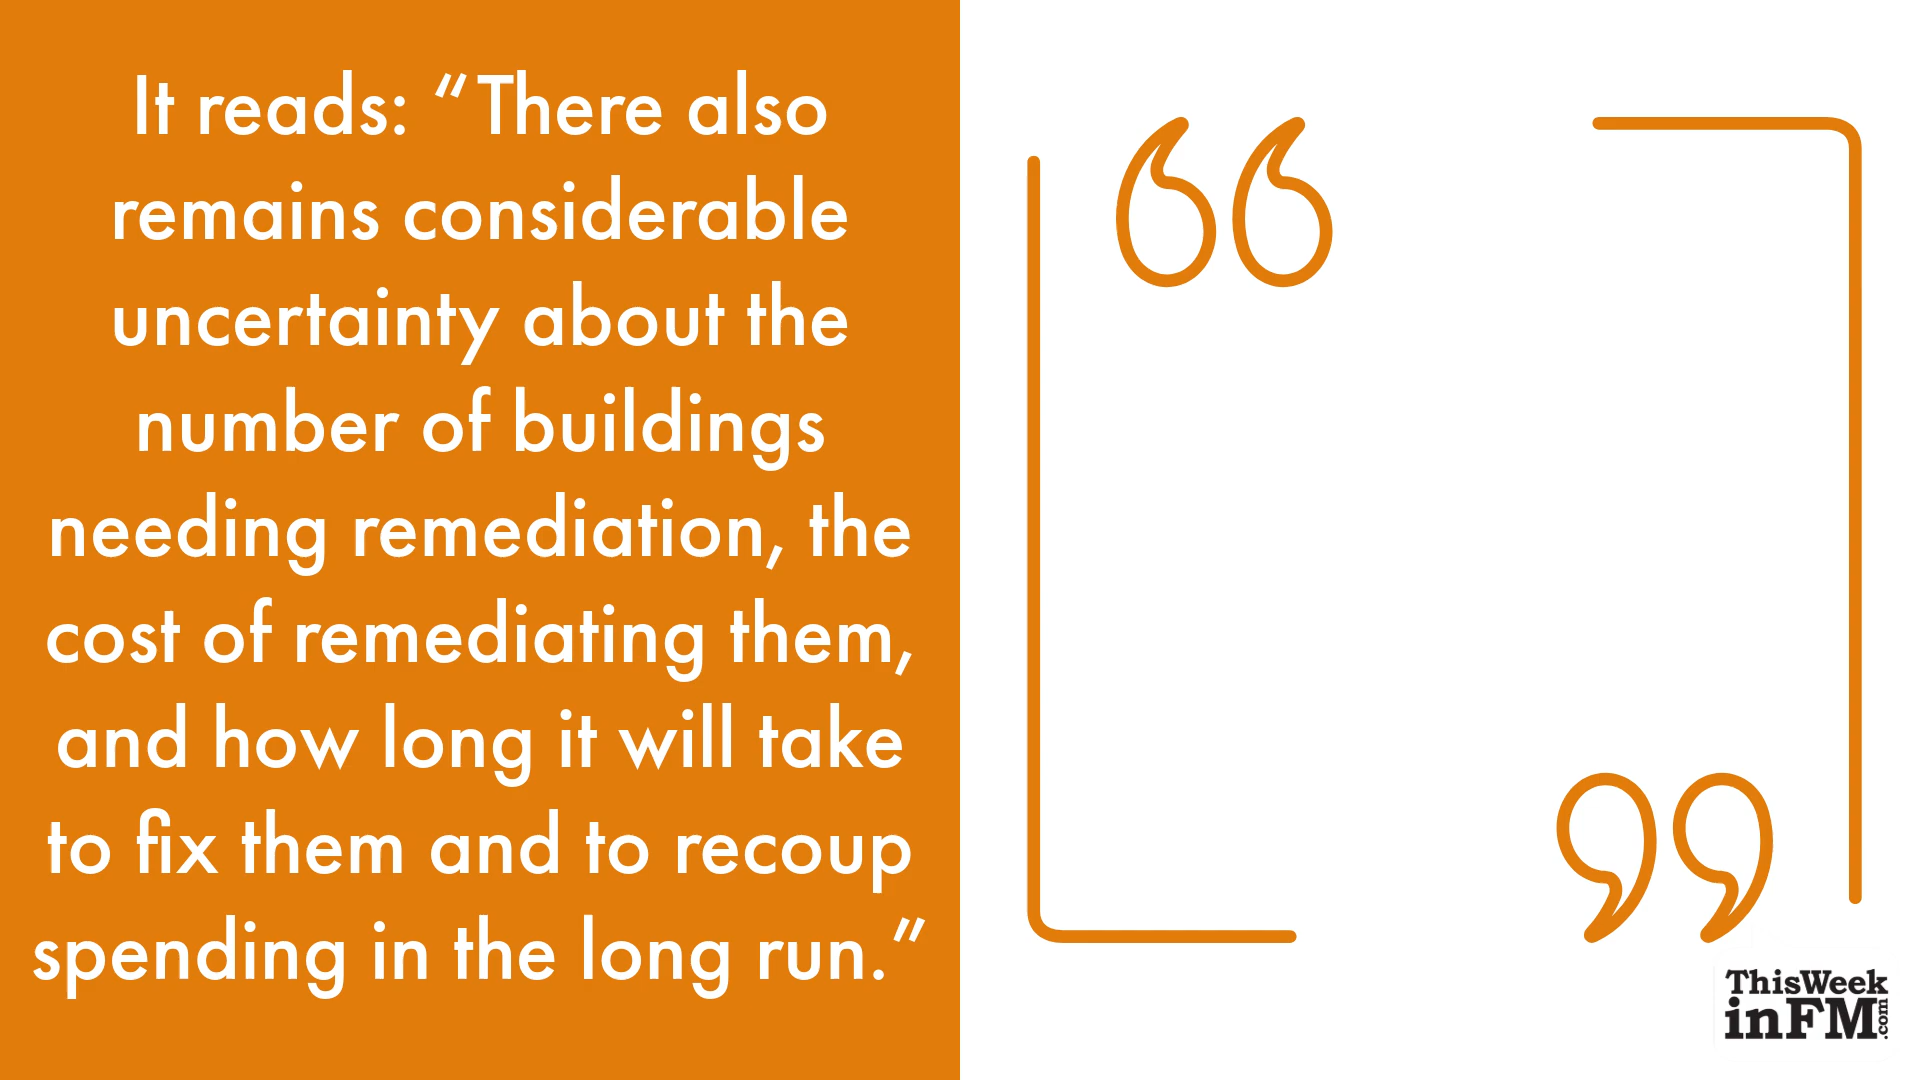 It reads: “There also
remains considerable
uncertainty about the
number of buildings
needing remediation, the
cost of remediating them,
and how long it will take
to fix them and to recoup
spending in the long run.”
“
”
ThisWeek
inFM.com